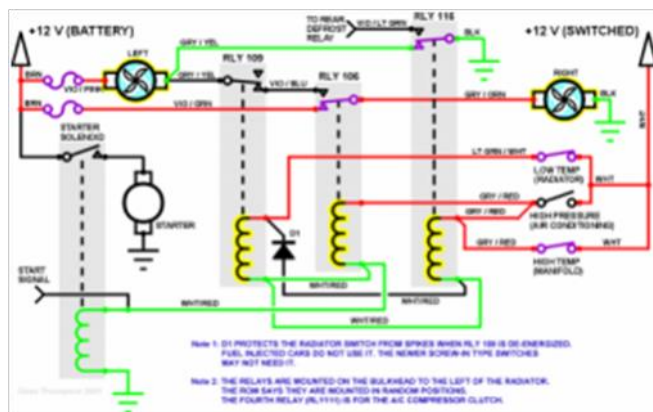 TO REAR
DEFROST
RELAY
VIO / LT GRN
RLY 116
BLK
+12 V (BATTERY)
+12 V (SWITCHED)
LEFT
GRY / YEL
RLY 109
GRY / YEL
BRN
VIO / BLU
RLY 106
RIGHT
BRN
VIO / GRN
GRY / GRN
BLK
WHT
STARTER
SOLENOID
LT GRN / WHT
LOW TEMP
(RADIATOR)
WHT
GRY / RED
STARTER
GRY / RED
HIGH PRESSURE
(AIR CONDITIONING)
D1
GRY / RED
WHT
HIGH TEMP
(MANIFOLD)
START
SIGNAL
WHT/RED
WHT/RED
WHT/RED
WHT/RED
Note 1: D1 PROTECTS THE RADIATOR SWITCH FROM SPIKES WHEN RLY 109 IS DE-ENERGIZED.
FUEL INJECTED CARS DO NOT USE IT. THE NEWER SCREW-IN TYPE SWITCHES
MAY NOT NEED IT.
Note 2: THE RELAYS ARE MOUNTED ON THE BULKHEAD TO THE LEFT OF THE RADIATOR.
THE ROM SAYS THEY ARE MOUNTED IN RANDOM POSITIONS.
THE FOURTH RELAY (RLY111) IS FOR THE A/C COMPRESSOR CLUTCH.